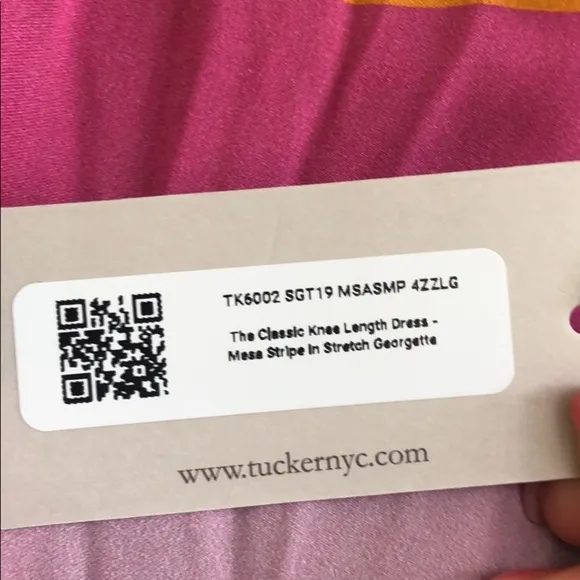 TK6002 SGT19 MSASMP 4ZZLG
The Classic Knee Length Dress -
Mesa Stripe in Stretch Georgette
www.tuckernyc.com